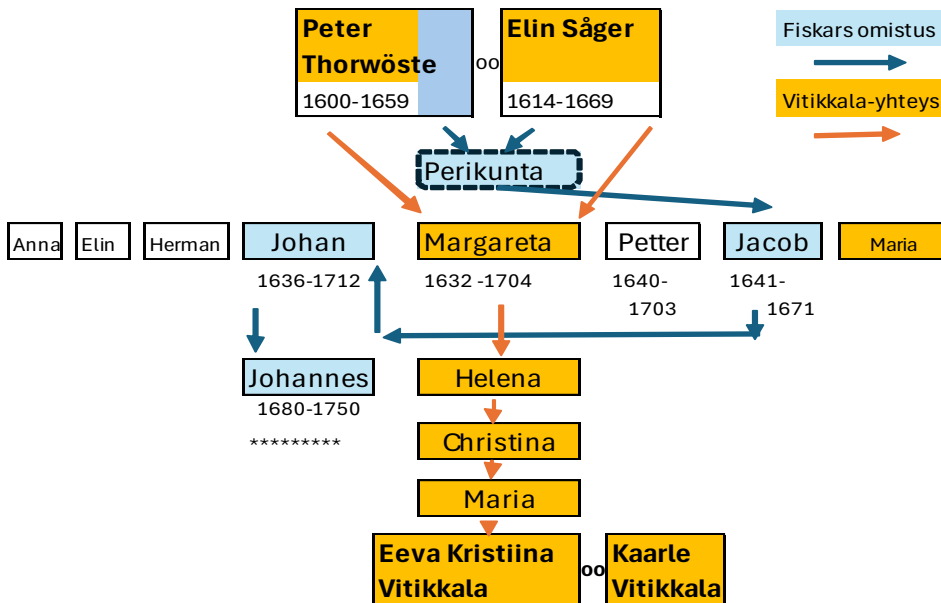 Peter
Thorwöste
oo
Elin Såger
1600-1659
1614-1669
Fiskars omistus
Vitikkala-yhteys
Perikunta
Anna
Elin
Herman
Johan
Margareta
Petter
Jacob
Maria
1636-1712
1632 -1704
1640-
1703
1641-
1671
Johannes
1680-1750
*********
Helena
Christina
Maria
Eeva Kristiina
Vitikkala
oo
Kaarle
Vitikkala